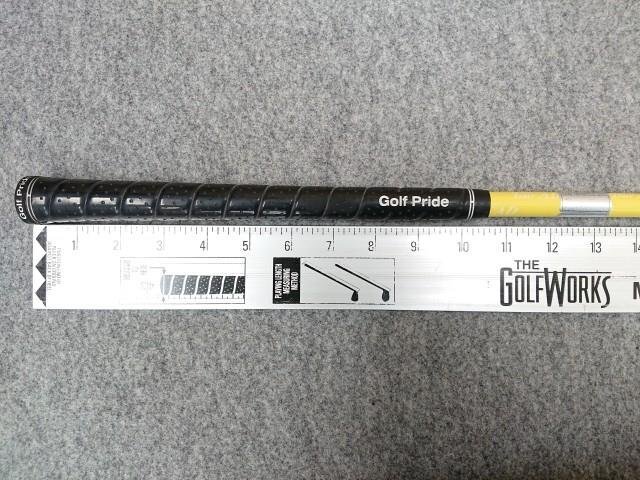 Golf Pride
Golf Pride
1 2 3 4 5 6 7 8 9 10 11 12 13 14
PLAYING LENGTH
MEASURING
METHOD
THE
GOLFWORKS
M